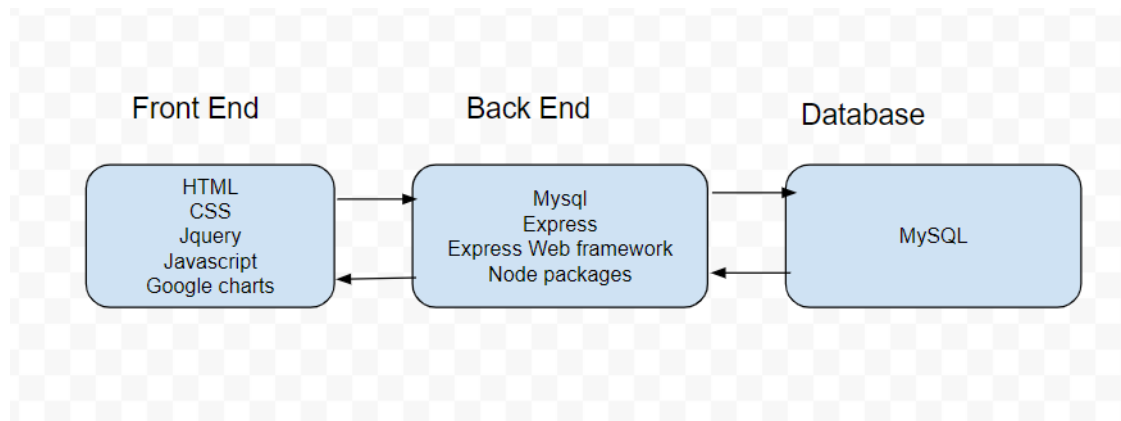 Front End
Back End
Database
HTML
CSS
Jquery
Javascript
Google charts
Mysql
Express
Express Web framework
Node packages
MySQL